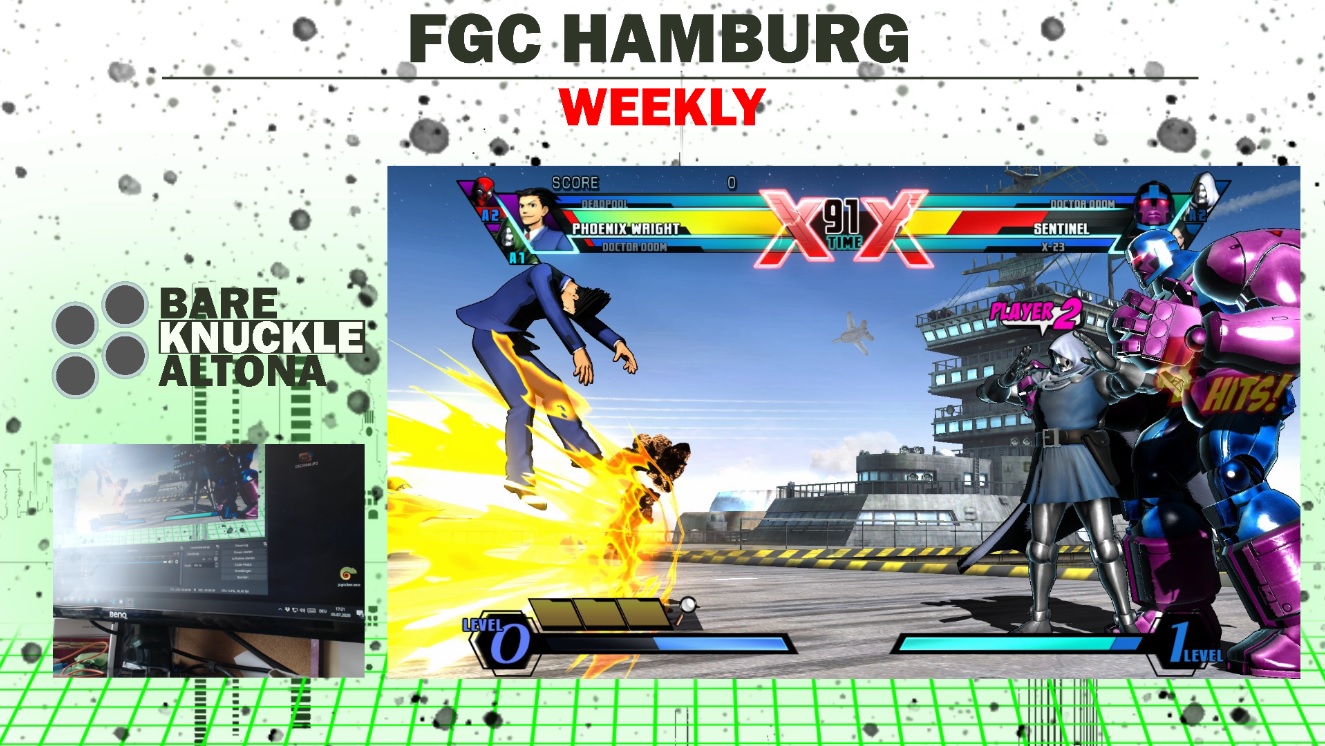 FGC HAMBURG
WEEKLY
SCORE 0
DEADPOOL
DOCTOR DOOM
A2
PHOENIX WRIGHT
91
TIME
SENTINEL
A2
DOCTOR DOOM
X-23
A1
PLAYER 2
HITS!
BARE
KNUCKLE
ALTONA
BenQ
LEVEL
0
1
LEVEL